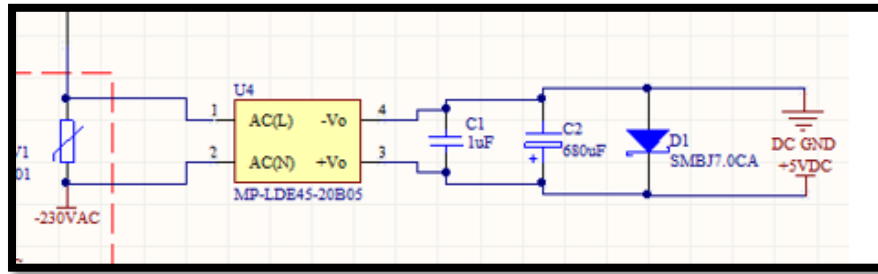 U4
1
AC(L)
-Vo
4
2
AC(N)
+Vo
3
MP-LDE45-20B05
C1
1uF
C2
680uF
+
D1
SMBJ7.0CA
DC GND
+5VDC
V1
01
-230VAC